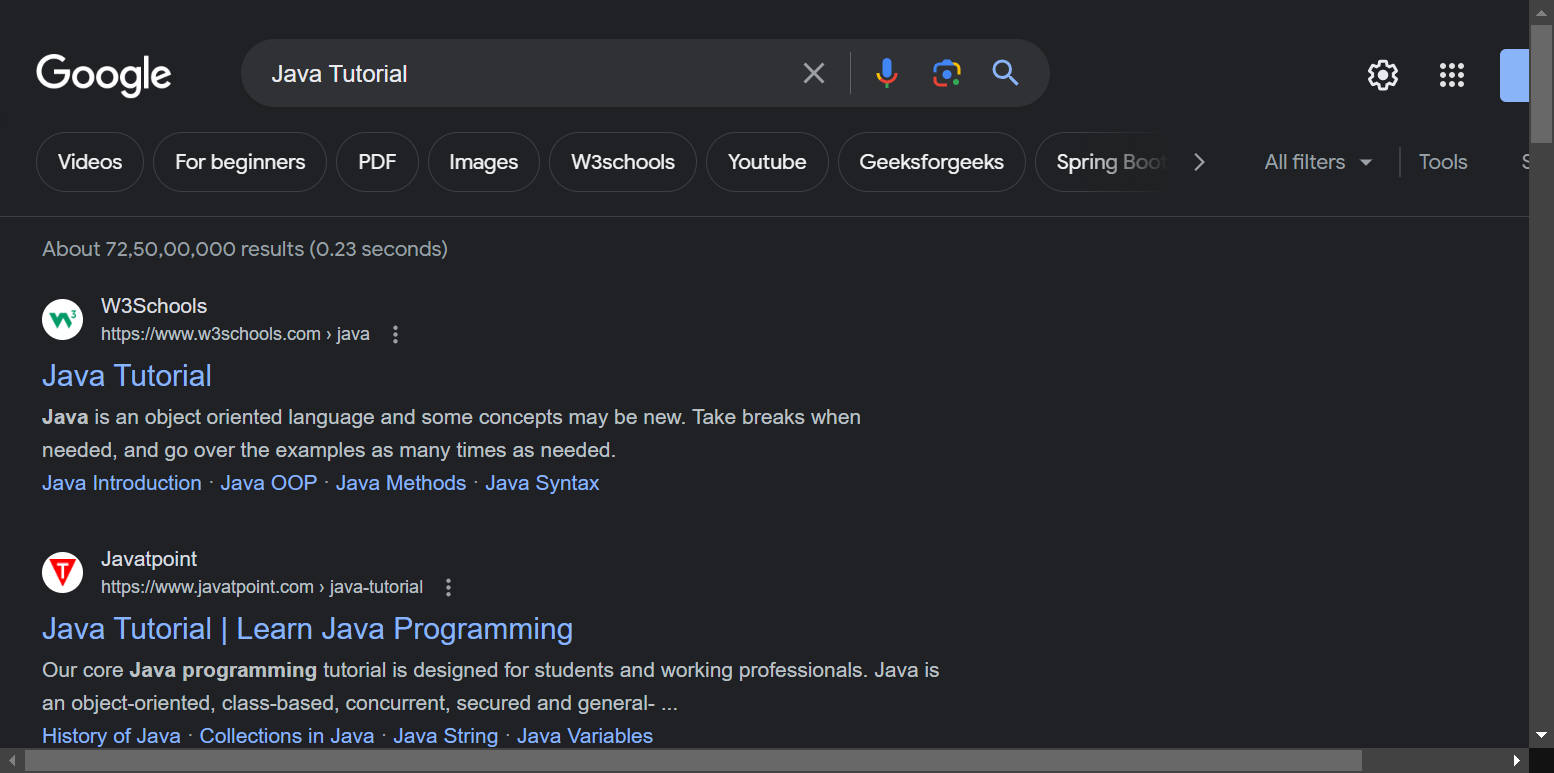 Google
Java Tutorial
Videos For beginners PDF Images W3schools Youtube Geeksforgeeks Spring Boot All filters Tools
About 72,50,00,000 results (0.23 seconds)
W3Schools
https://www.w3schools.com › java
Java Tutorial
Java is an object oriented language and some concepts may be new. Take breaks when
needed, and go over the examples as many times as needed.
Java Introduction · Java OOP · Java Methods · Java Syntax
Javatpoint
https://www.javatpoint.com › java-tutorial
Java Tutorial | Learn Java Programming
Our core Java programming tutorial is designed for students and working professionals. Java is
an object-oriented, class-based, concurrent, secured and general- ...
History of Java · Collections in Java · Java String · Java Variables